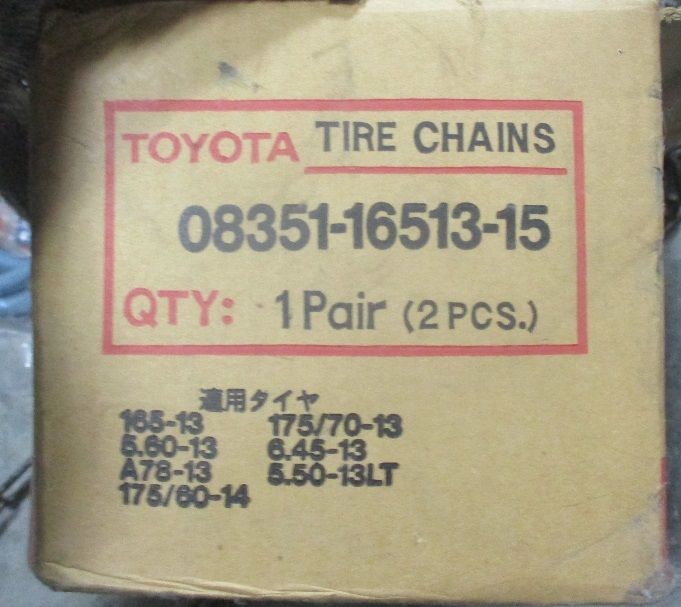 TOYOTA TIRE CHAINS
08351-16513-15
QTY: 1 Pair (2 PCS.)
適用タイヤ
165-13 175/70-13
5.60-13 6.45-13
A78-13 5.50-13LT
175/60-14